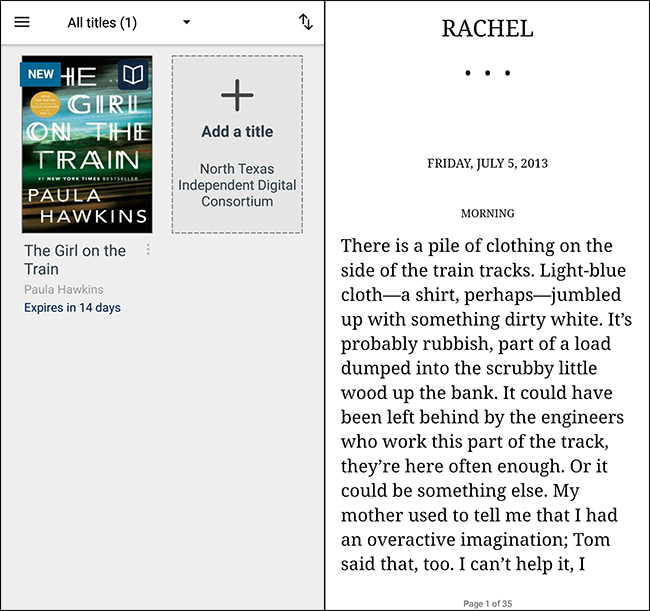 All titles (1)
NEW
THE
GIRL
ON THE
TRAIN
#1 NEW YORK TIMES BESTSELLER
PAULA
HAWKINS
Add a title
North Texas
Independent Digital
Consortium
The Girl on the
Train
Paula Hawkins
Expires in 14 days
RACHEL
• • •
FRIDAY, JULY 5, 2013
MORNING
There is a pile of clothing on the
side of the train tracks. Light-blue
cloth—a shirt, perhaps—jumbled
up with something dirty white. It’s
probably rubbish, part of a load
dumped into the scrubby little
wood up the bank. It could have
been left behind by the engineers
who work this part of the track,
they’re here often enough. Or it
could be something else. My
mother used to tell me that I had
an overactive imagination; Tom
said that, too. I can’t help it, I
Page 1 of 35